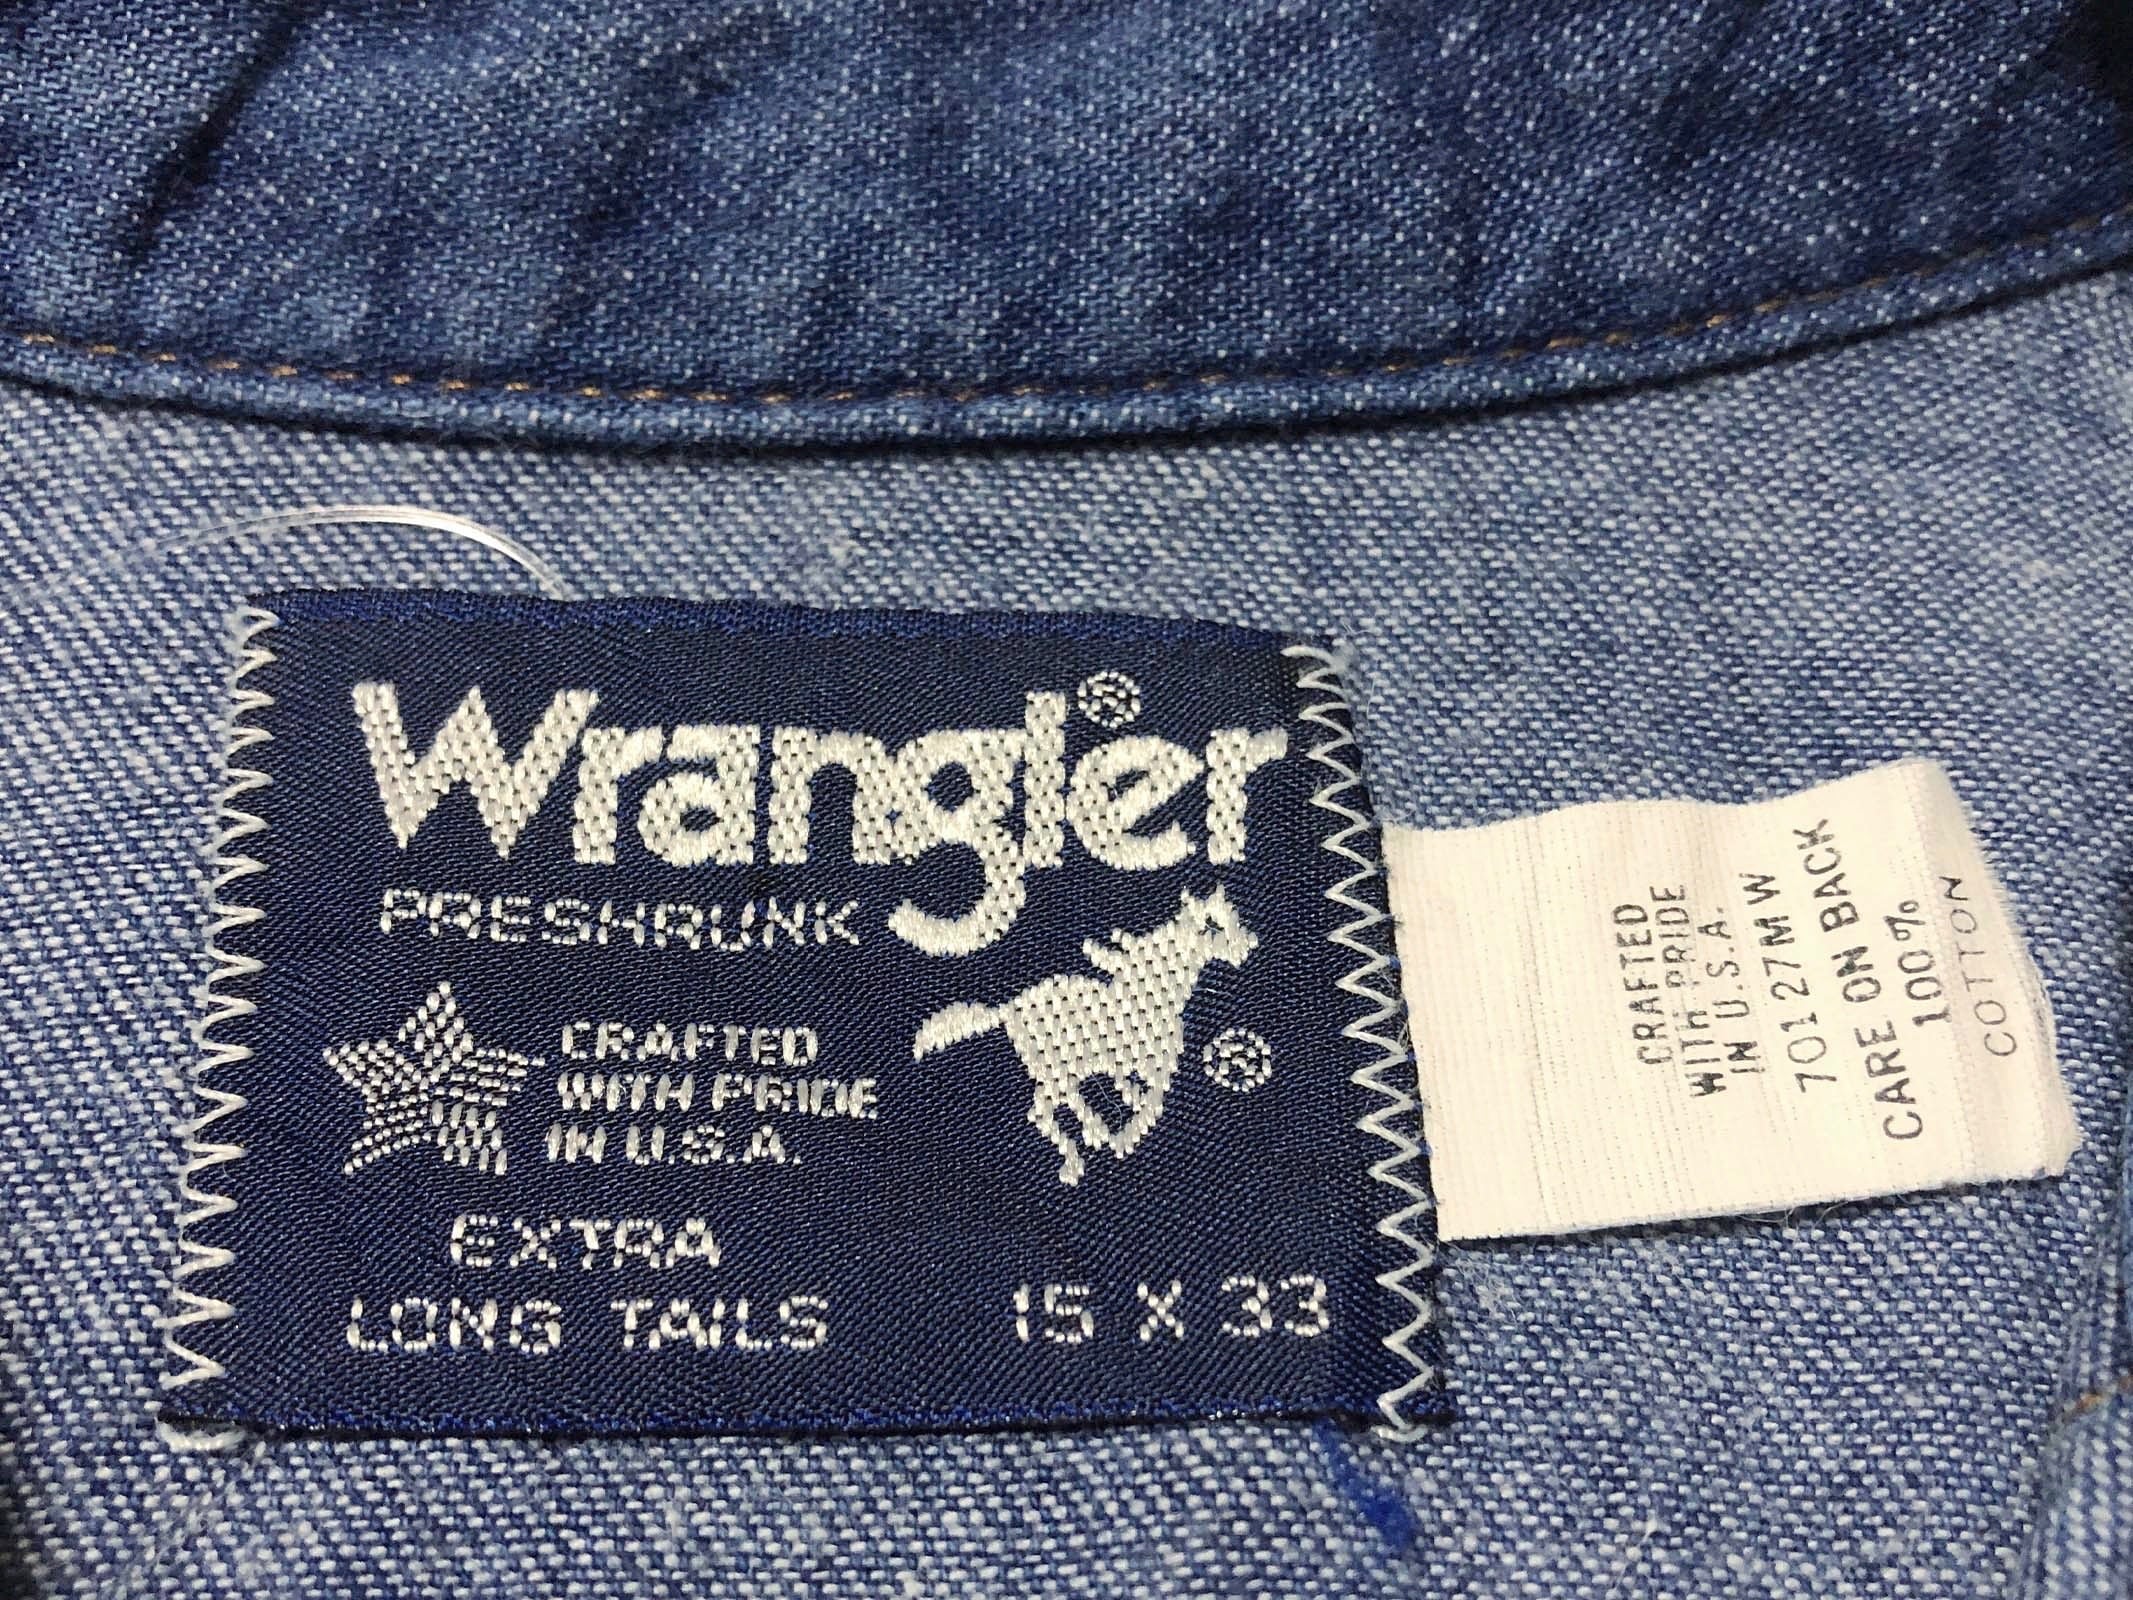 Wrangler®
PRESHRUNK
CRAFTED
WITH PRIDE
IN U.S.A.
®
EXTRA
LONG TAILS
15 X 33
CRAFTED
WITH PRIDE
IN U.S.A.
70127MW
CARE ON BACK
100%
COTTON